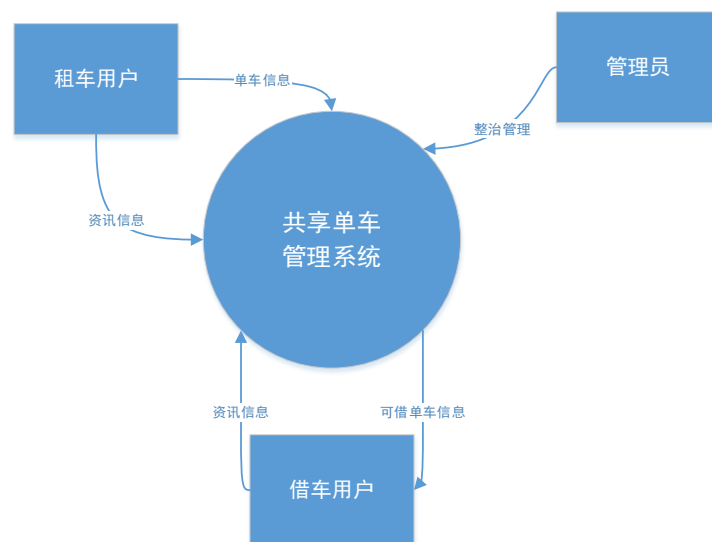 租车用户
管理员
单车信息
整治管理
资讯信息
共享单车
管理系统
资讯信息
可借单车信息
借车用户